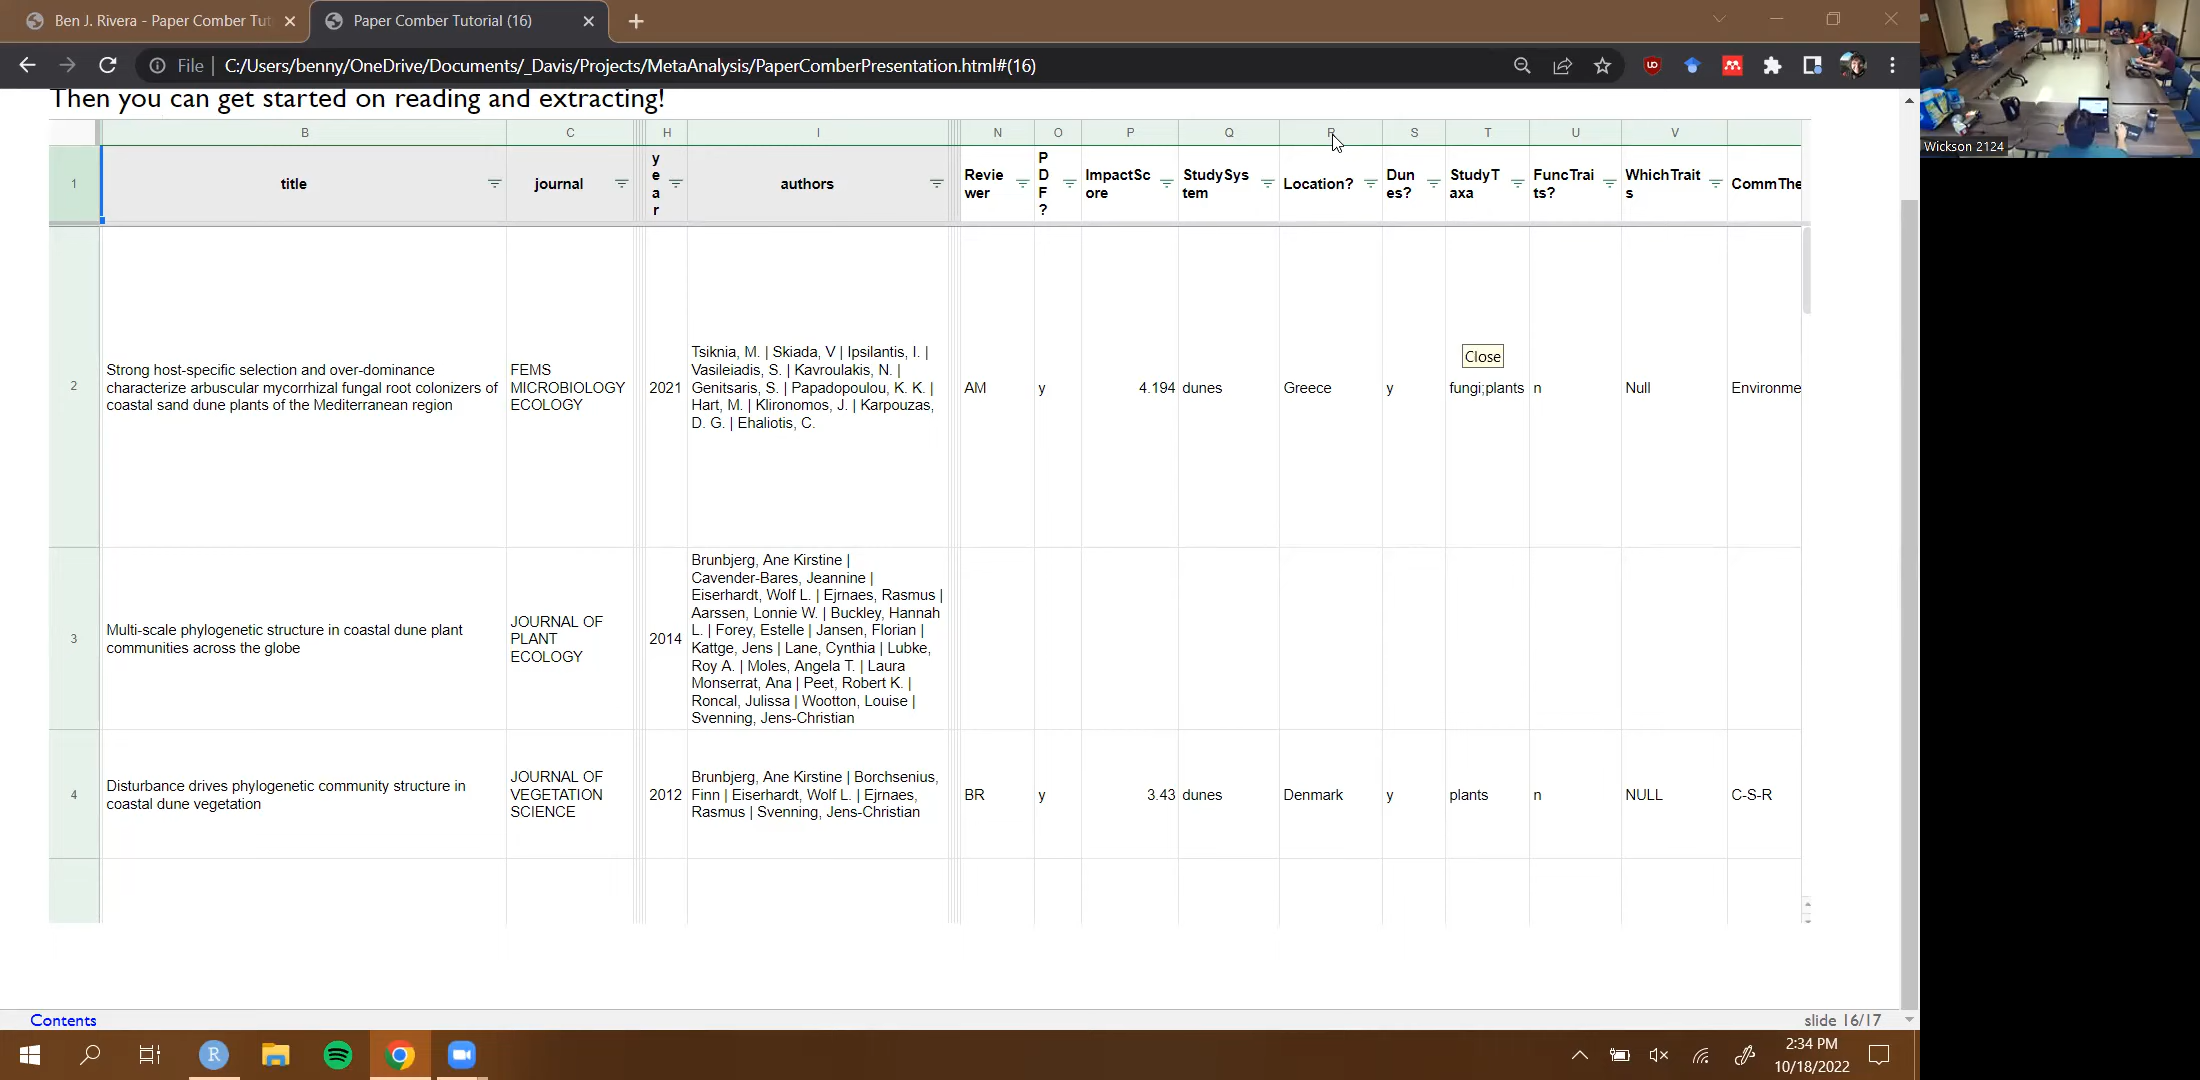 Ben J. Rivera - Paper Comber Tut
Paper Comber Tutorial (16)
File | C:/Users/benny/OneDrive/Documents/_Davis/Projects/MetaAnalysis/PaperComberPresentation.html#(16)
Wickson 2124
Then you can get started on reading and extracting!
B C H I N O P Q R S T U V
1 title journal year authors Reviewer PDF? ImpactScore StudySystem Location? Dunes? StudyTaxa FuncTraits? WhichTraits CommThe
2
Strong host-specific selection and over-dominance
characterize arbuscular mycorrhizal fungal root colonizers of
coastal sand dune plants of the Mediterranean region
FEMS
MICROBIOLOGY
ECOLOGY
2021
Tsiknia, M. | Skiada, V | Ipsilantis, I. |
Vasileiadis, S. | Kavroulakis, N. |
Genitsaris, S. | Papadopoulou, K. K. |
Hart, M. | Klironomos, J. | Karpouzas,
D. G. | Ehaliotis, C.
AM y 4.194 dunes Greece y fungi;plants n Null Environme
Close
3
Multi-scale phylogenetic structure in coastal dune plant
communities across the globe
JOURNAL OF
PLANT
ECOLOGY
2014
Brunbjerg, Ane Kirstine |
Cavender-Bares, Jeannine |
Eiserhardt, Wolf L. | Ejrnaes, Rasmus |
Aarssen, Lonnie W. | Buckley, Hannah
L. | Forey, Estelle | Jansen, Florian |
Kattge, Jens | Lane, Cynthia | Lubke,
Roy A. | Moles, Angela T. | Laura
Monserrat, Ana | Peet, Robert K. |
Roncal, Julissa | Wootton, Louise |
Svenning, Jens-Christian
4
Disturbance drives phylogenetic community structure in
coastal dune vegetation
JOURNAL OF
VEGETATION
SCIENCE
2012
Brunbjerg, Ane Kirstine | Borchsenius,
Finn | Eiserhardt, Wolf L. | Ejrnaes,
Rasmus | Svenning, Jens-Christian
BR y 3.43 dunes Denmark y plants n NULL C-S-R
Contents
slide 16/17
2:34 PM
10/18/2022